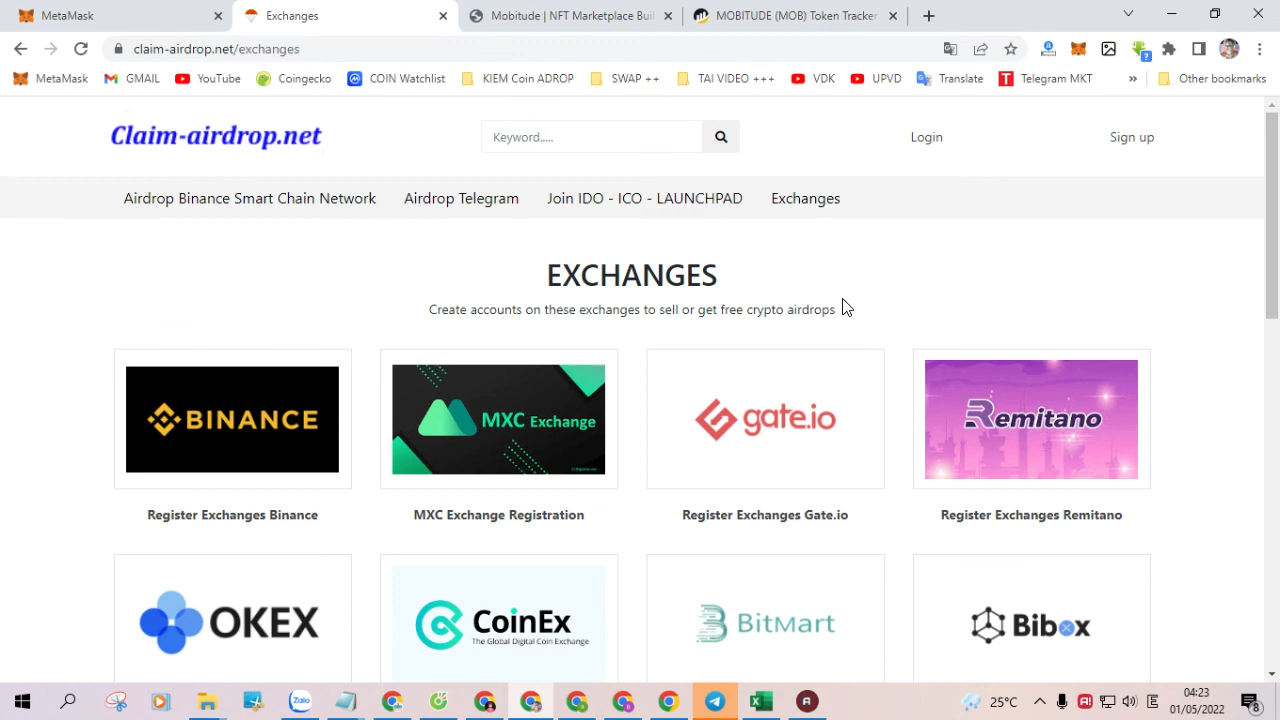 MetaMask
Exchanges
Mobitude | NFT Marketplace Buil
MOBITUDE (MOB) Token Tracker
claim-airdrop.net/exchanges
MetaMask
GMAIL
YouTube
Coingecko
COIN Watchlist
KIEM Coin ADROP
SWAP ++
TAI VIDEO +++
VDK
UPVD
Translate
Telegram MKT
Other bookmarks
Claim-airdrop.net
Keyword.....
Login
Sign up
Airdrop Binance Smart Chain Network
Airdrop Telegram
Join IDO - ICO - LAUNCHPAD
Exchanges
EXCHANGES
Create accounts on these exchanges to sell or get free crypto airdrops
BINANCE
MXC Exchange
gate.io
Remitano
Register Exchanges Binance
MXC Exchange Registration
Register Exchanges Gate.io
Register Exchanges Remitano
OKEX
CoinEx
The Global Digital Coin Exchange
BitMart
Bibox
Zalo
25°C
04:23
01/05/2022
8